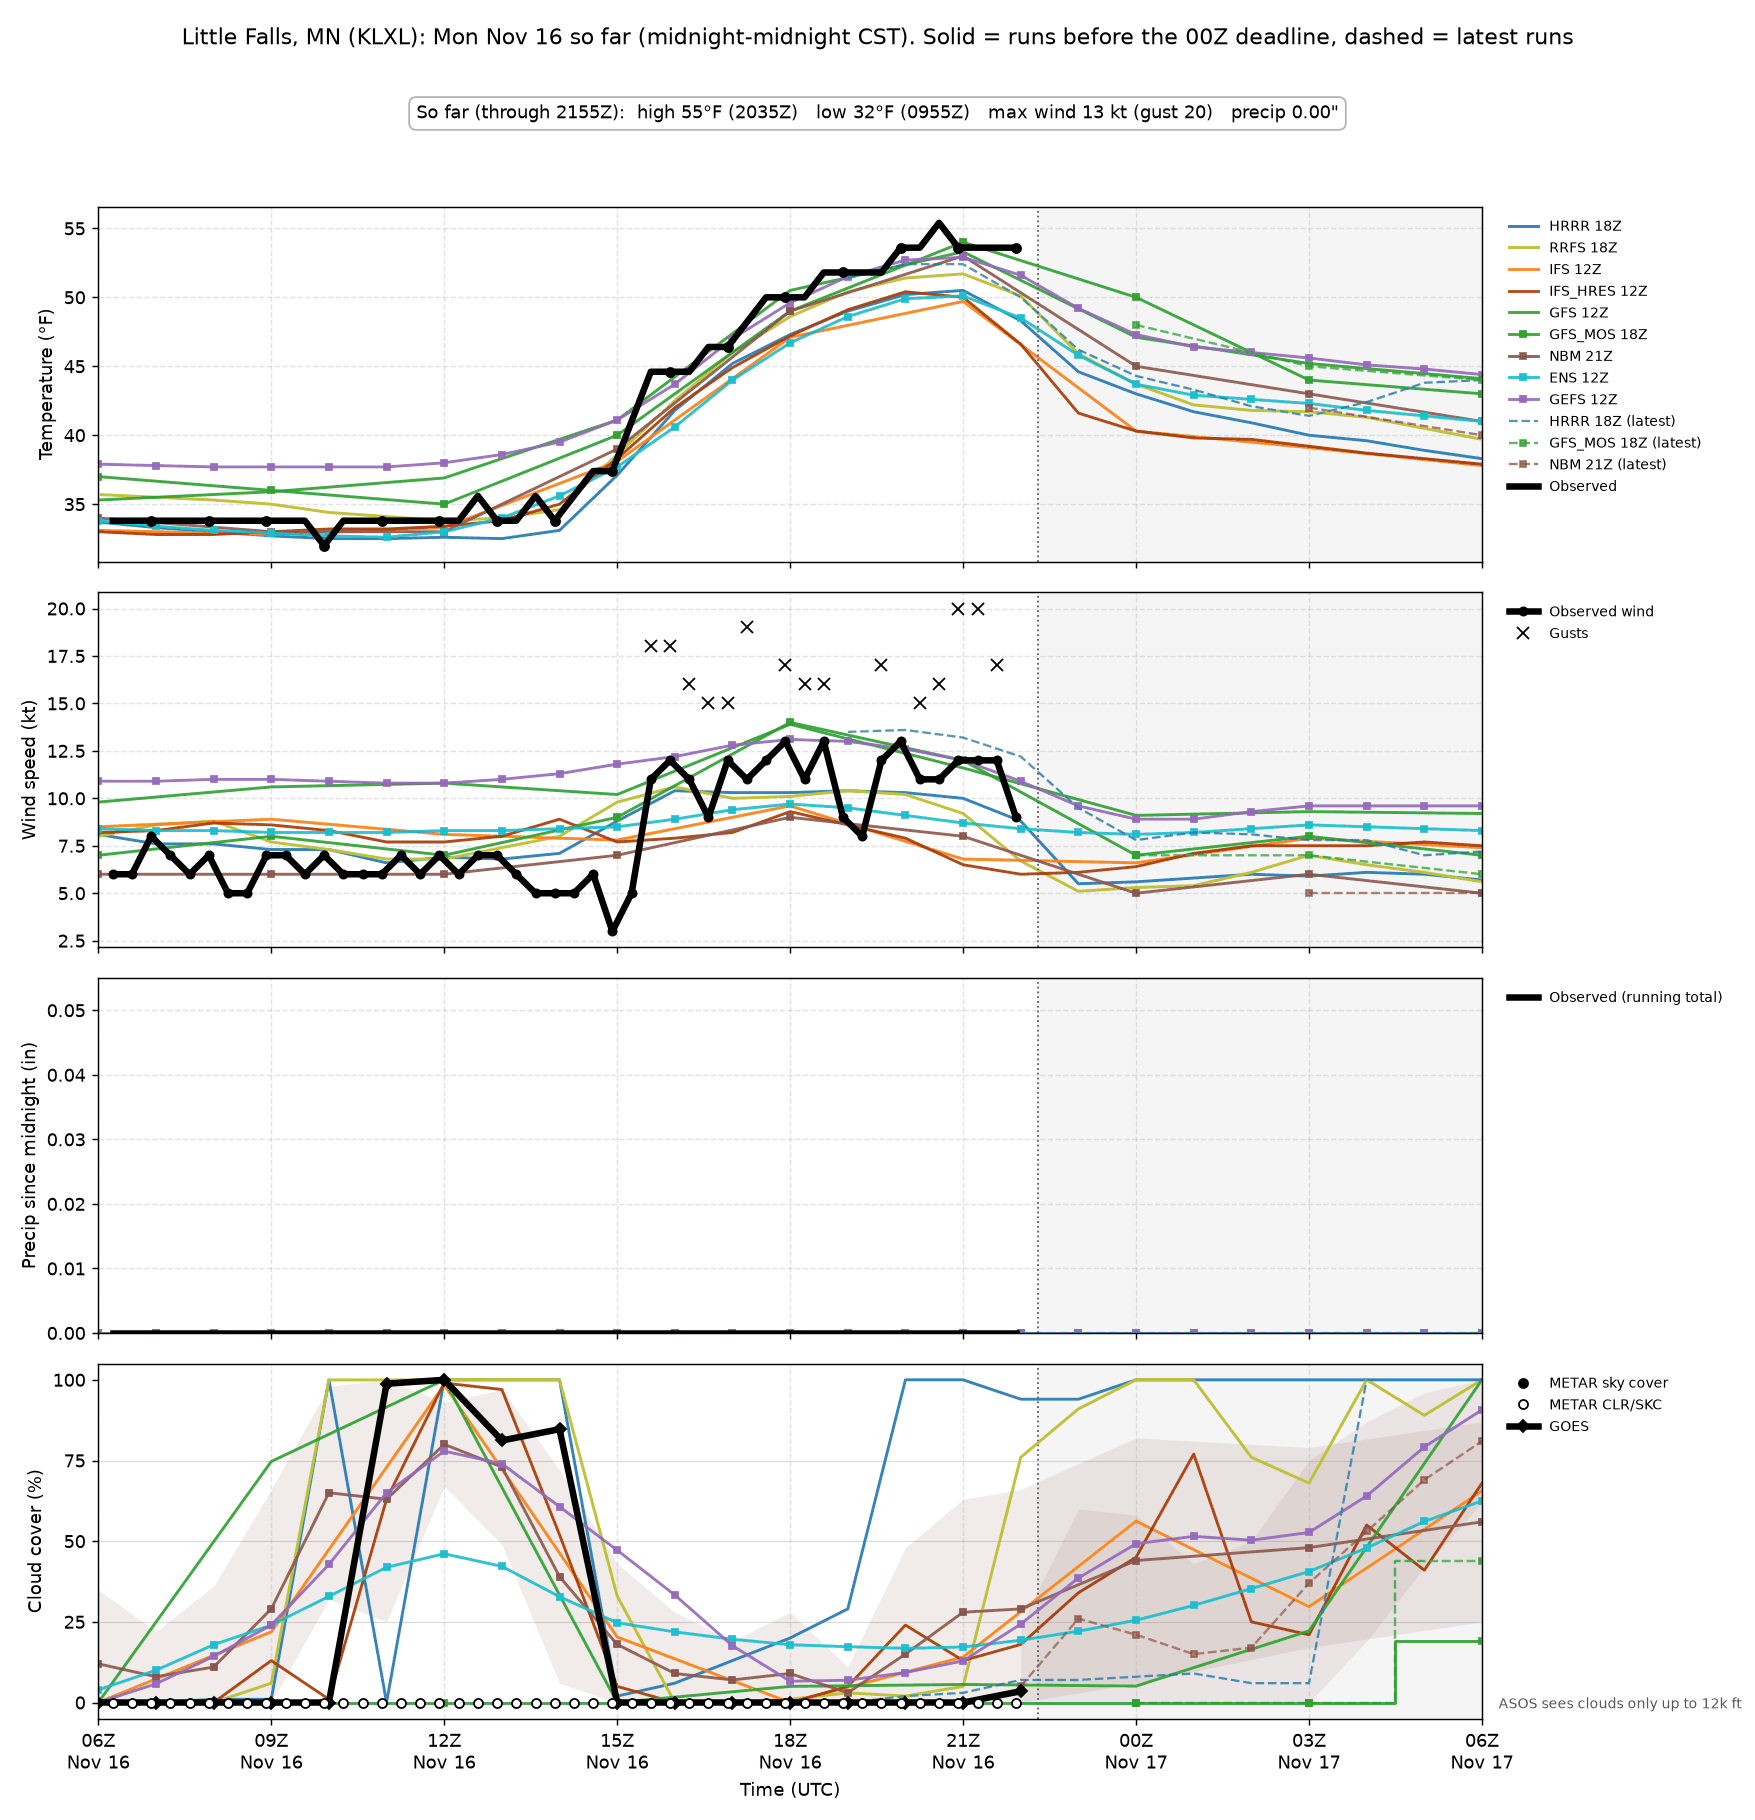 Little Falls, MN (KLXL): Mon Nov 16 so far (midnight-midnight CST). Solid = runs before the 00Z deadline, dashed = latest runs
So far (through 2155Z):  high 55°F (2035Z)   low 32°F (0955Z)   max wind 13 kt (gust 20)   precip 0.00"
Temperature (°F)
55
50
45
40
35
HRRR 18Z
RRFS 18Z
IFS 12Z
IFS_HRES 12Z
GFS 12Z
GFS_MOS 18Z
NBM 21Z
ENS 12Z
GEFS 12Z
HRRR 18Z (latest)
GFS_MOS 18Z (latest)
NBM 21Z (latest)
Observed
Wind speed (kt)
20.0
17.5
15.0
12.5
10.0
7.5
5.0
2.5
Observed wind
Gusts
Precip since midnight (in)
0.05
0.04
0.03
0.02
0.01
0.00
Observed (running total)
Cloud cover (%)
100
75
50
25
0
METAR sky cover
METAR CLR/SKC
GOES
ASOS sees clouds only up to 12k ft
06Z
Nov 16
09Z
Nov 16
12Z
Nov 16
15Z
Nov 16
18Z
Nov 16
21Z
Nov 16
00Z
Nov 17
03Z
Nov 17
06Z
Nov 17
Time (UTC)